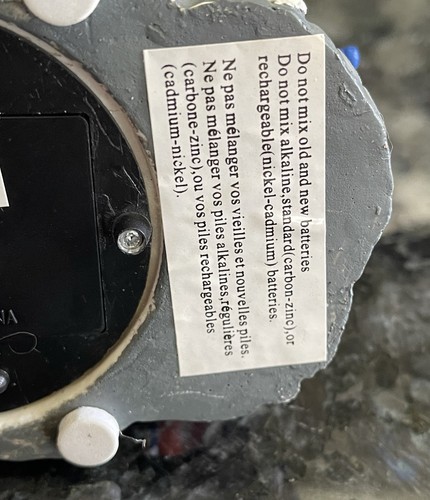 Do not mix old and new batteries
Do not mix alkaline,standard(carbon-zinc),or
rechargeable(nickel-cadmium) batteries.
Ne pas mélanger vos vieilles et nouvelles piles.
Ne pas mélanger vos piles alkalines,régulières
(carbone-zinc),ou vos piles rechargeables
(cadmium-nickel).
NA